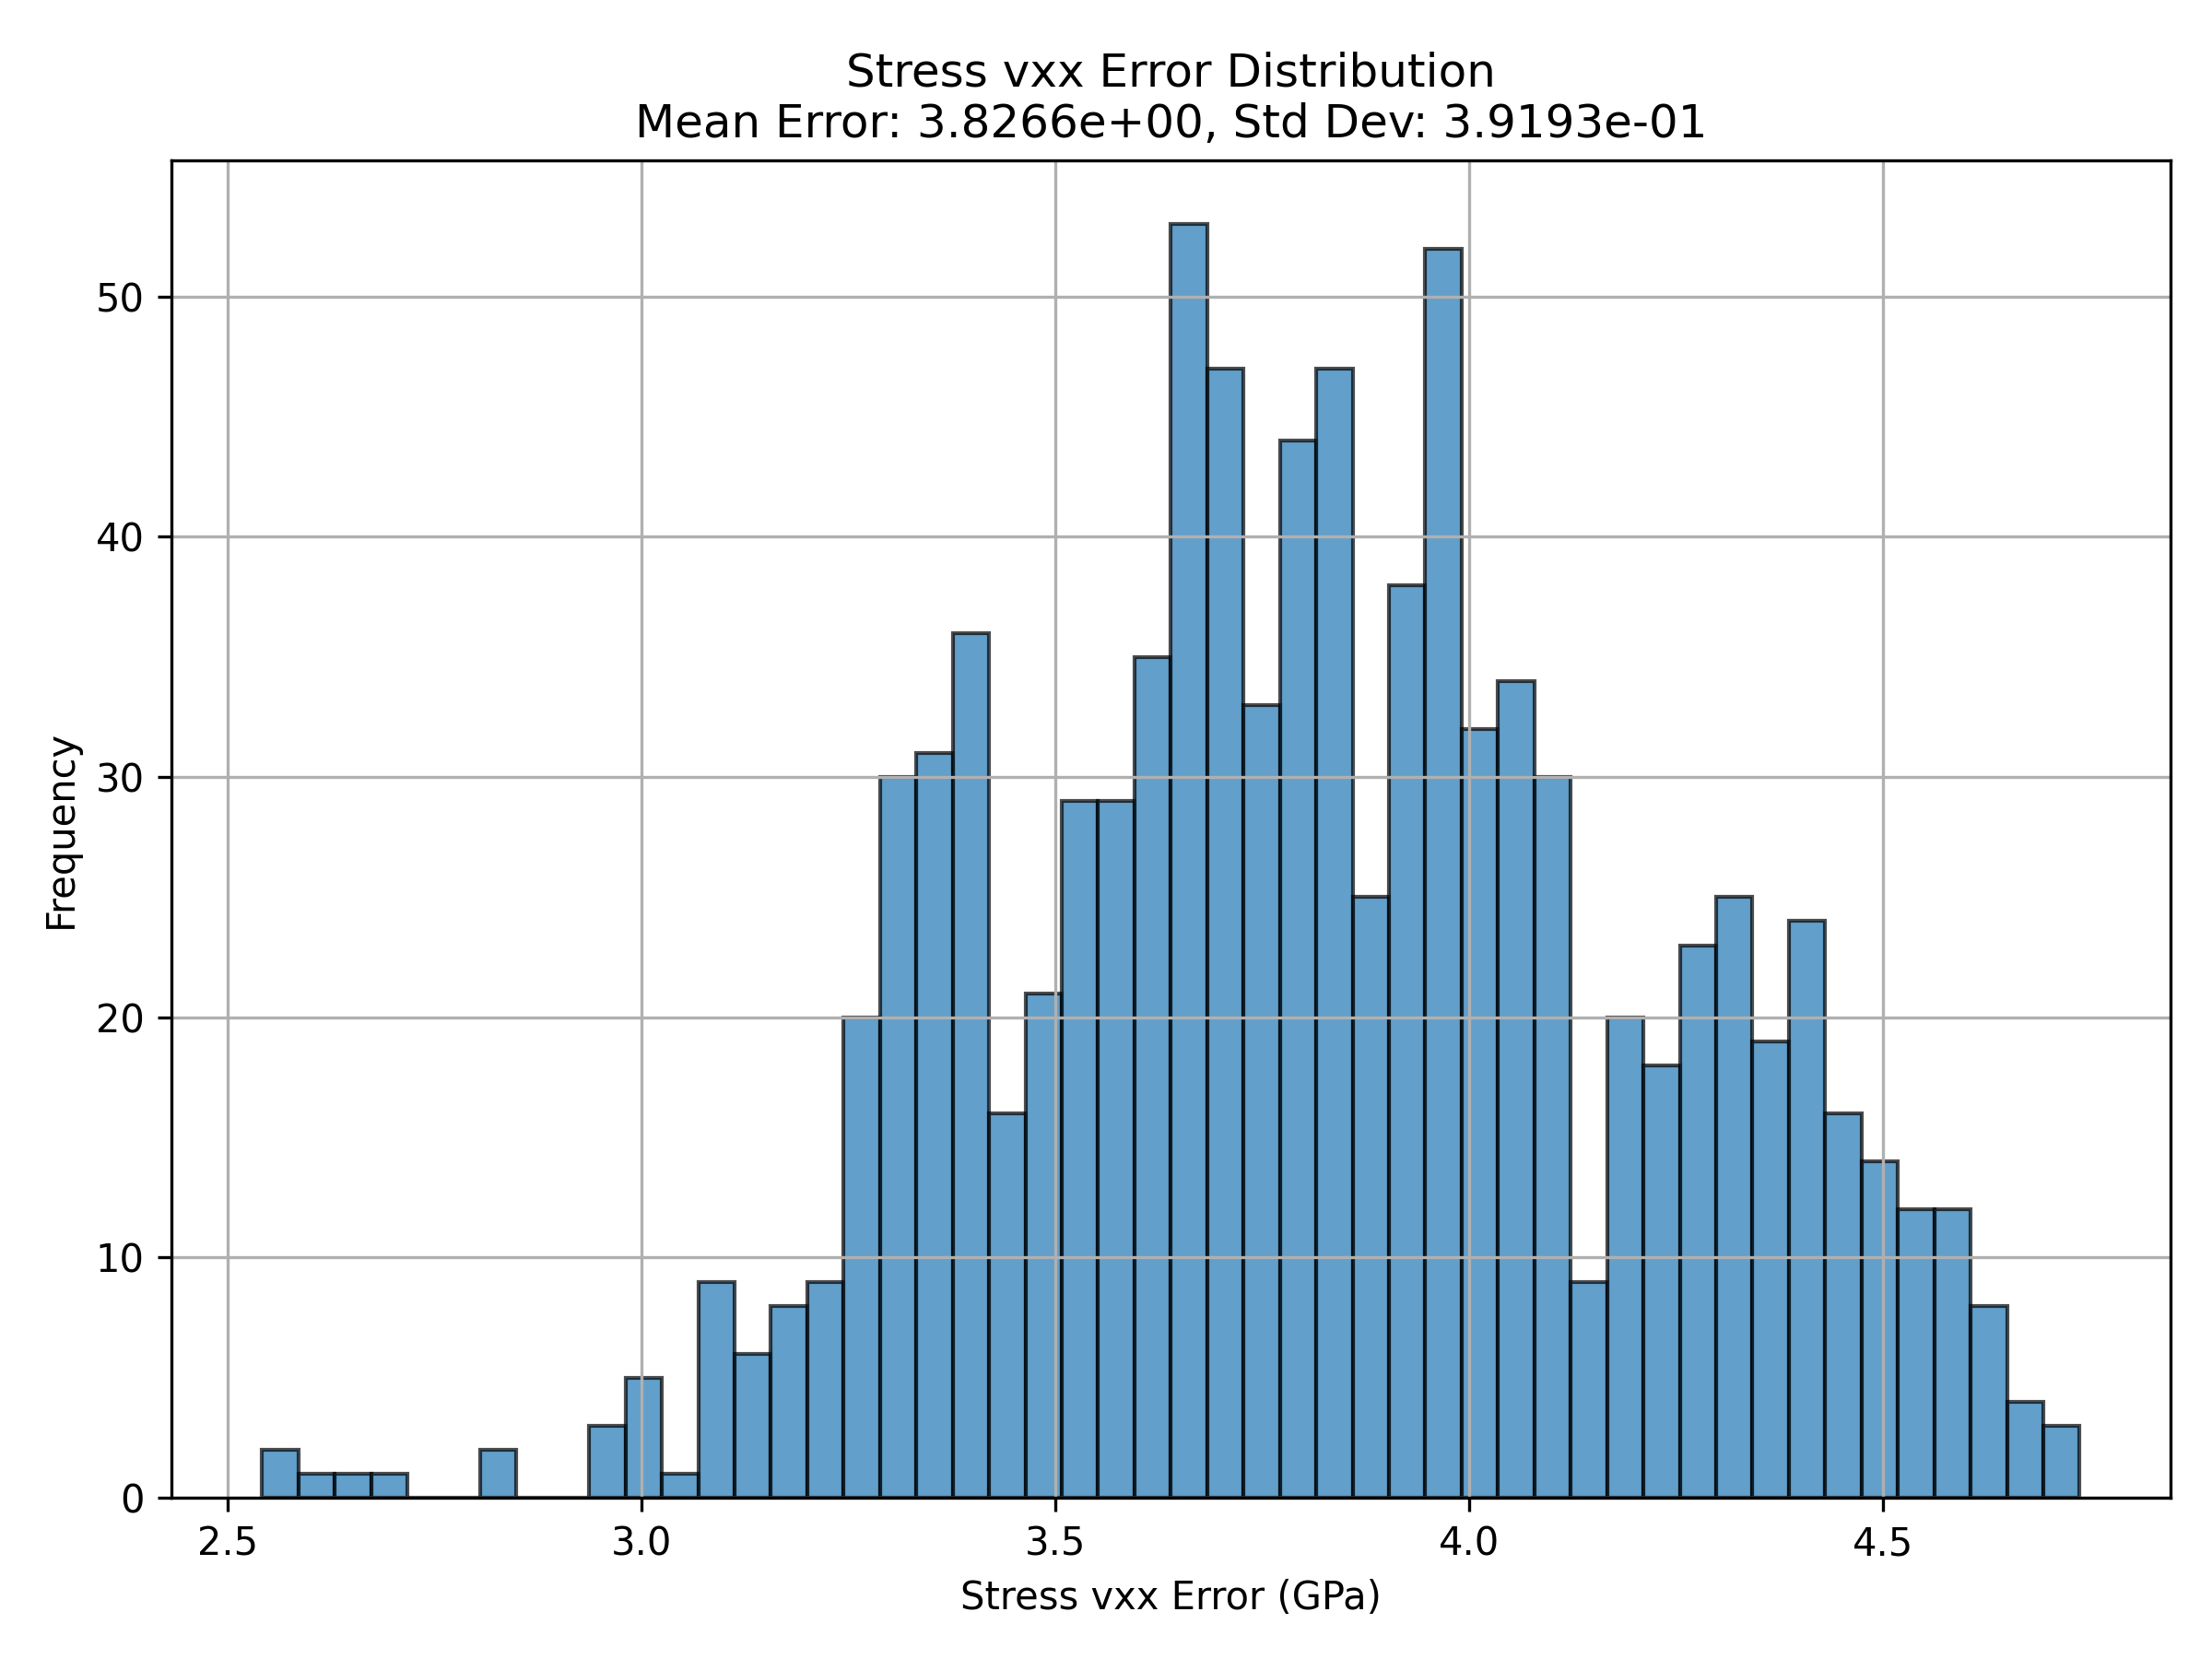 Stress vxx Error Distribution
Mean Error: 3.8266e+00, Std Dev: 3.9193e-01
Frequency
50
40
30
20
10
0
2.5 3.0 3.5 4.0 4.5
Stress vxx Error (GPa)